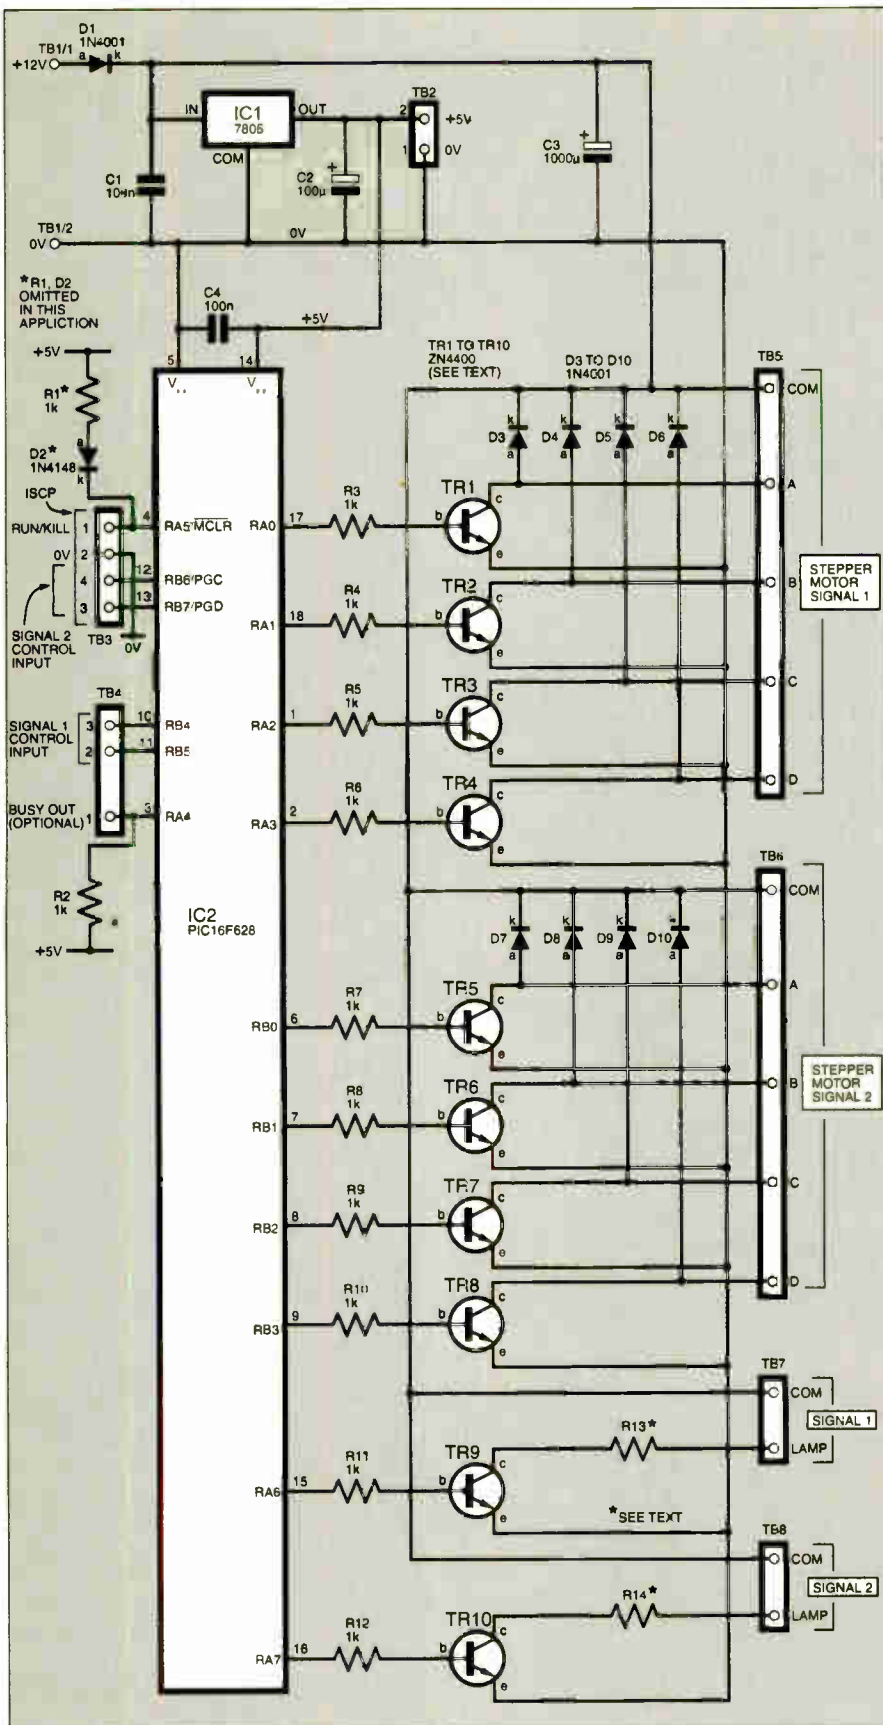 D1
1N4001
TB1/1
+12V
a
k
IN
IC1
7805
OUT
COM
TB2
2
+5V
1
0V
C1
C2
100µ
+
C3
1000µ
+
TB1/2
0V
0V
*R1, D2
OMITTED
IN THIS
APPLICTION
C4
100n
+5V
+5V
5
14
R1*
1k
D2*
1N4148
a
k
ISCP
RUN/KILL
1
4
RA5/MCLR
0V
2
12
4
RB6/PGC
13
3
RB7/PGD
SIGNAL 2
CONTROL
INPUT
TB3
0V
TB4
SIGNAL 1
CONTROL
INPUT
3
10
RB4
2
11
RB5
BUSY OUT
(OPTIONAL)
1
3
RA4
R2
1k
+5V
IC2
PIC16F628
TR1 TO TR10
ZN4400
(SEE TEXT)
D3 TO D10
1N4001
TB5
COM
k
k
k
k
D3
D4
D5
D6
a
a
a
a
A
RA0
17
R3
1k
b
TR1
c
e
STEPPER
MOTOR
SIGNAL 1
B
RA1
18
R4
1k
b
TR2
c
e
C
RA2
1
R5
1k
b
TR3
c
e
D
RA3
2
R6
1k
b
TR4
c
e
TB6
COM
k
k
k
D7
D8
D9
D10
a
a
a
a
A
RB0
6
R7
1k
b
TR5
c
e
STEPPER
MOTOR
SIGNAL 2
B
RB1
7
R8
1k
b
TR6
c
e
C
RB2
8
R9
1k
b
TR7
c
e
D
RB3
9
R10
1k
b
TR8
c
e
TB7
COM
SIGNAL 1
LAMP
R13*
RA6
15
R11
1k
b
TR9
c
e
*SEE TEXT
TB8
COM
SIGNAL 2
LAMP
R14*
RA7
16
R12
1k
b
TR10
c
e